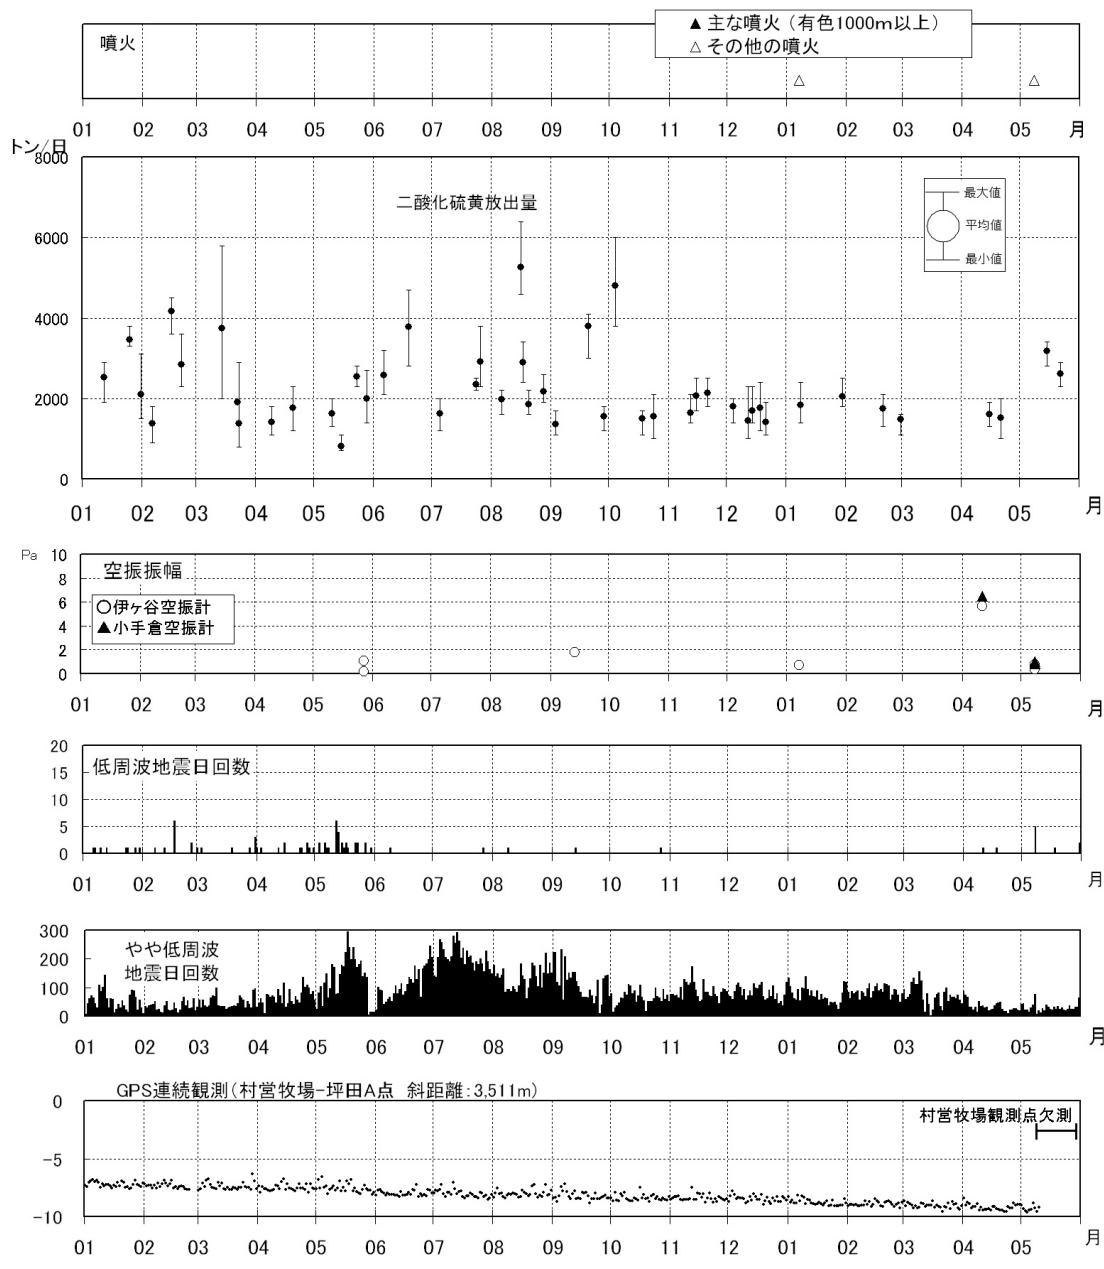 ▲ 主な噴火（有色1000m以上）
△ その他の噴火
噴火
01 02 03 04 05 06 07 08 09 10 11 12 01 02 03 04 05 月
トン/日
二酸化硫黄放出量
最大値
平均値
最小値
8000
6000
4000
2000
0
01 02 03 04 05 06 07 08 09 10 11 12 01 02 03 04 05 月
Pa
空振振幅
○伊ヶ谷空振計
▲小手倉空振計
10
8
6
4
2
0
01 02 03 04 05 06 07 08 09 10 11 12 01 02 03 04 05 月
低周波地震日回数
20
15
10
5
0
01 02 03 04 05 06 07 08 09 10 11 12 01 02 03 04 05 月
やや低周波
地震日回数
300
200
100
0
01 02 03 04 05 06 07 08 09 10 11 12 01 02 03 04 05 月
GPS連続観測（村営牧場−坪田A点 斜距離：3,511m）
村営牧場観測点欠測
0
−5
−10
01 02 03 04 05 06 07 08 09 10 11 12 01 02 03 04 05 月